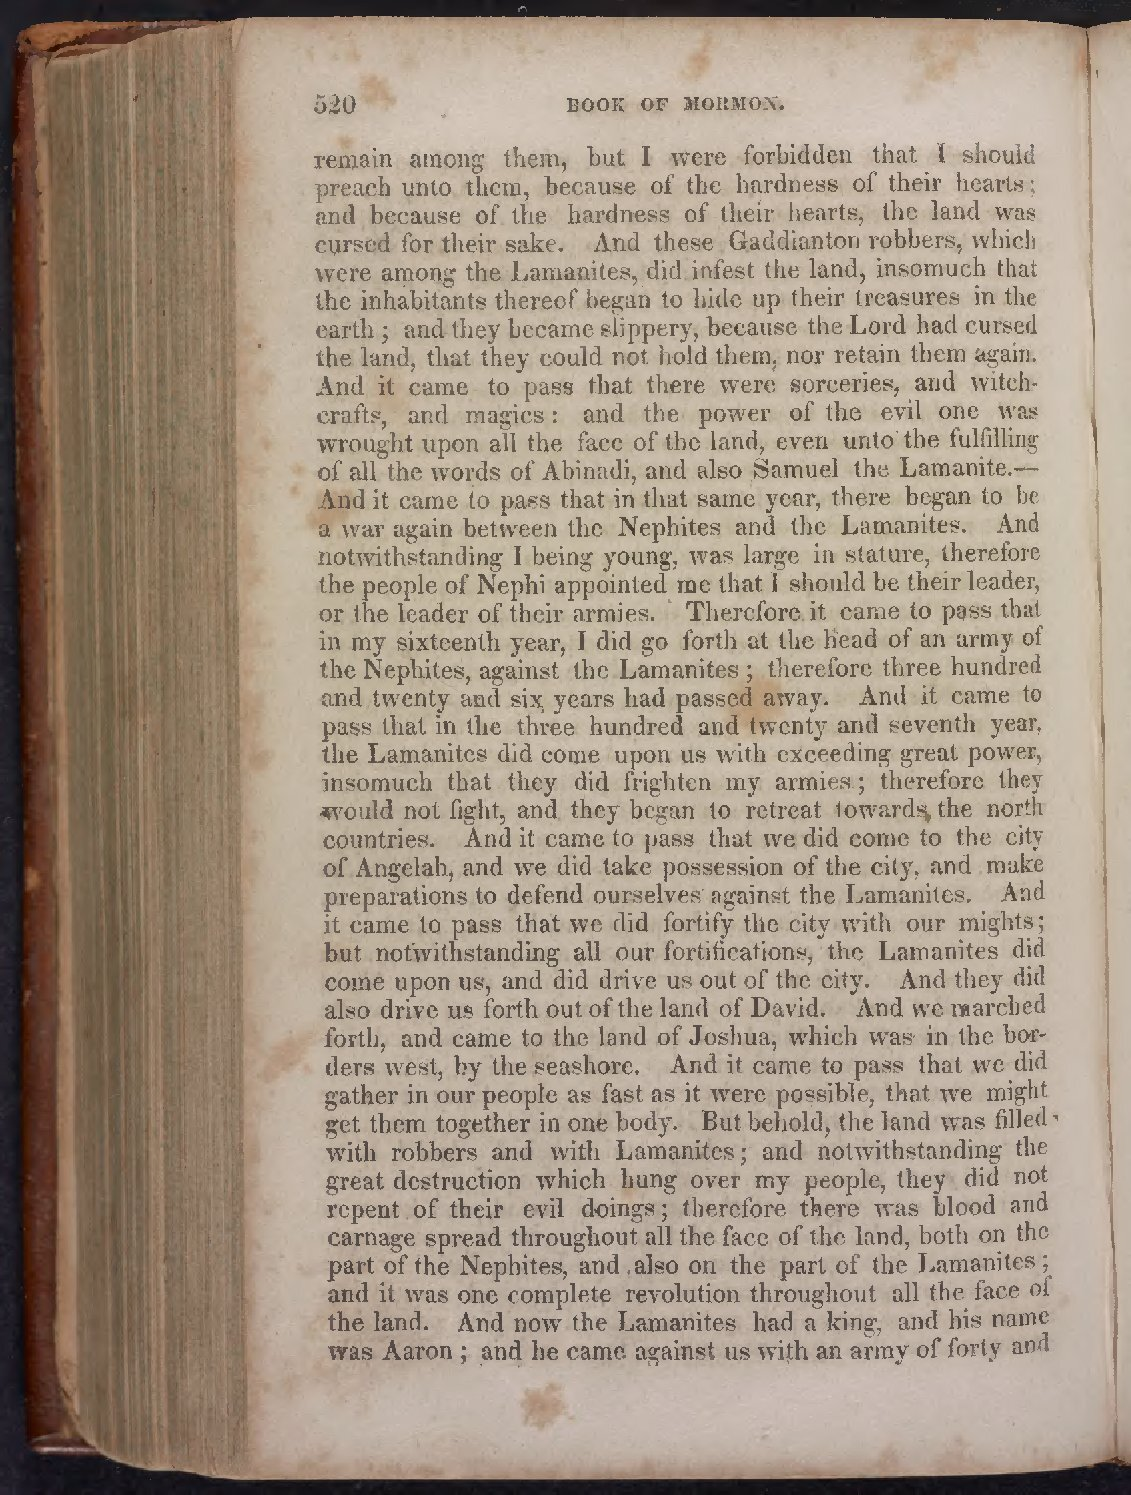 520 BOOK OF MORMON.
remain among them, but I were forbidden that I should
preach unto them, because of the hardness of their hearts;
and because of the hardness of their hearts, the land was
cursed for their sake. And these Gaddianton robbers, which
were among the Lamanites, did infest the land, insomuch that
the inhabitants thereof began to hide up their treasures in the
earth; and they became slippery, because the Lord had cursed
the land, that they could not hold them, nor retain them again.
And it came to pass that there were sorceries, and witch-
crafts, and magics: and the power of the evil one was
wrought upon all the face of the land, even unto the fulfilling
of all the words of Abinadi, and also Samuel the Lamanite.—
And it came to pass that in that same year, there began to be
a war again between the Nephites and the Lamanites. And
notwithstanding I being young, was large in stature, therefore
the people of Nephi appointed me that I should be their leader,
or the leader of their armies. Therefore it came to pass that
in my sixteenth year, I did go forth at the head of an army of
the Nephites, against the Lamanites; therefore three hundred
and twenty and six years had passed away. And it came to
pass that in the three hundred and twenty and seventh year,
the Lamanites did come upon us with exceeding great power,
insomuch that they did frighten my armies; therefore they
would not fight, and they began to retreat towards the north
countries. And it came to pass that we did come to the city
of Angelah, and we did take possession of the city, and make
preparations to defend ourselves against the Lamanites. And
it came to pass that we did fortify the city with our mights;
but notwithstanding all our fortifications, the Lamanites did
come upon us, and did drive us out of the city. And they did
also drive us forth out of the land of David. And we marched
forth, and came to the land of Joshua, which was in the bor-
ders west, by the seashore. And it came to pass that we did
gather in our people as fast as it were possible, that we might
get them together in one body. But behold, the land was filled
with robbers and with Lamanites; and notwithstanding the
great destruction which hung over my people, they did not
repent of their evil doings; therefore there was blood and
carnage spread throughout all the face of the land, both on the
part of the Nephites, and also on the part of the Lamanites;
and it was one complete revolution throughout all the face of
the land. And now the Lamanites had a king, and his name
was Aaron; and he came against us with an army of forty and